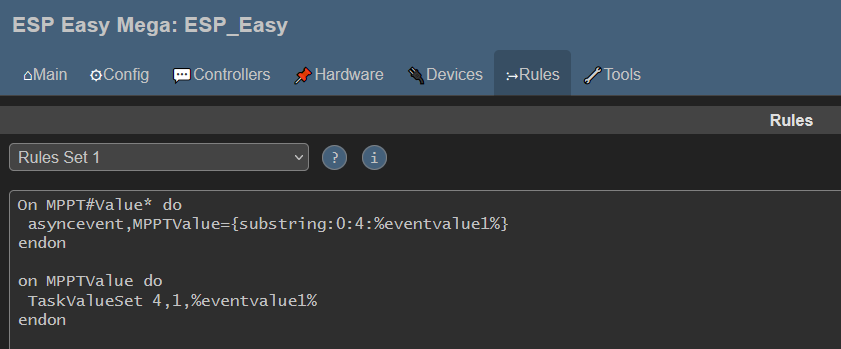 ESP Easy Mega: ESP_Easy
⌂Main ⚙Config 💬Controllers 📌Hardware 🔌Devices Rules 🔧Tools
Rules
Rules Set 1 ? i
On MPPT#Value* do
asyncevent,MPPTValue={substring:0:4:%eventvalue1%}
endon
on MPPTValue do
TaskValueSet 4,1,%eventvalue1%
endon